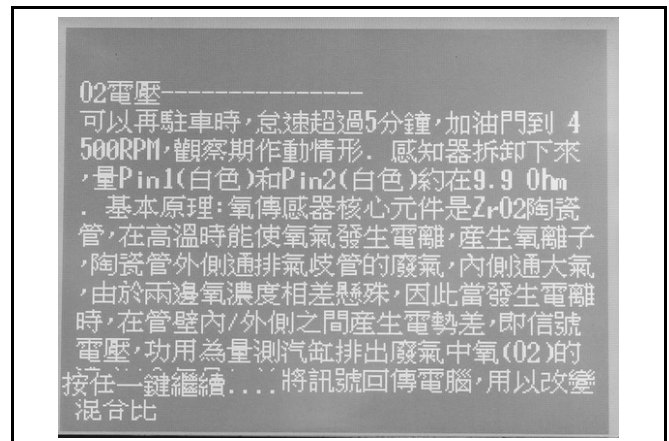 O2電壓---------------
可以再駐車時,怠速超過5分鐘,加油門到 4
500RPM,觀察期作動情形. 感知器拆卸下來
,量Pin1(白色)和Pin2(白色)約在9.9 Ohm
. 基本原理:氧傳感器核心元件是ZrO2陶瓷
管,在高溫時能使氧氣發生電離,產生氧離子
,陶瓷管外側通排氣歧管的廢氣,內側通大氣
,由於兩邊氧濃度相差懸殊,因此當發生電離
時,在管壁內/外側之間產生電勢差,即信號
電壓,功用為量測汽缸排出廢氣中氧(O2)的
按任一鍵繼續....將訊號回傳電腦,用以改變
混合比